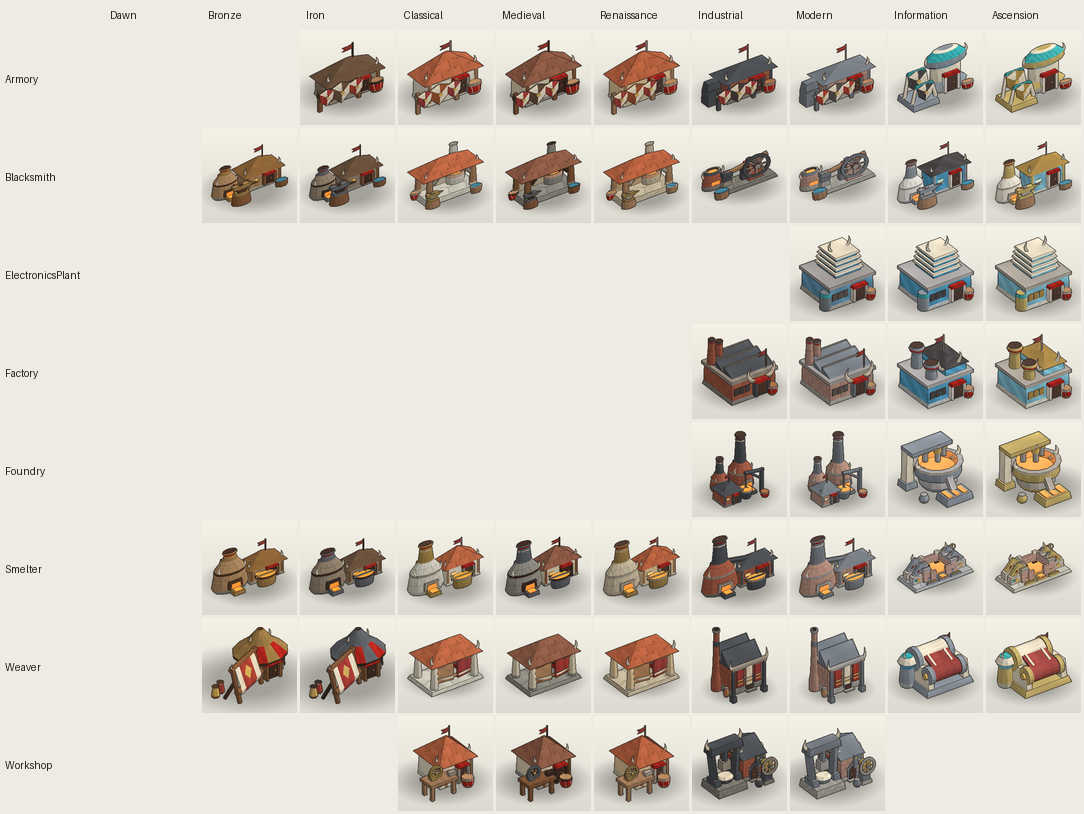 Dawn Bronze Iron Classical Medieval Renaissance Industrial Modern Information Ascension
Armory
Blacksmith
ElectronicsPlant
Factory
Foundry
Smelter
Weaver
Workshop